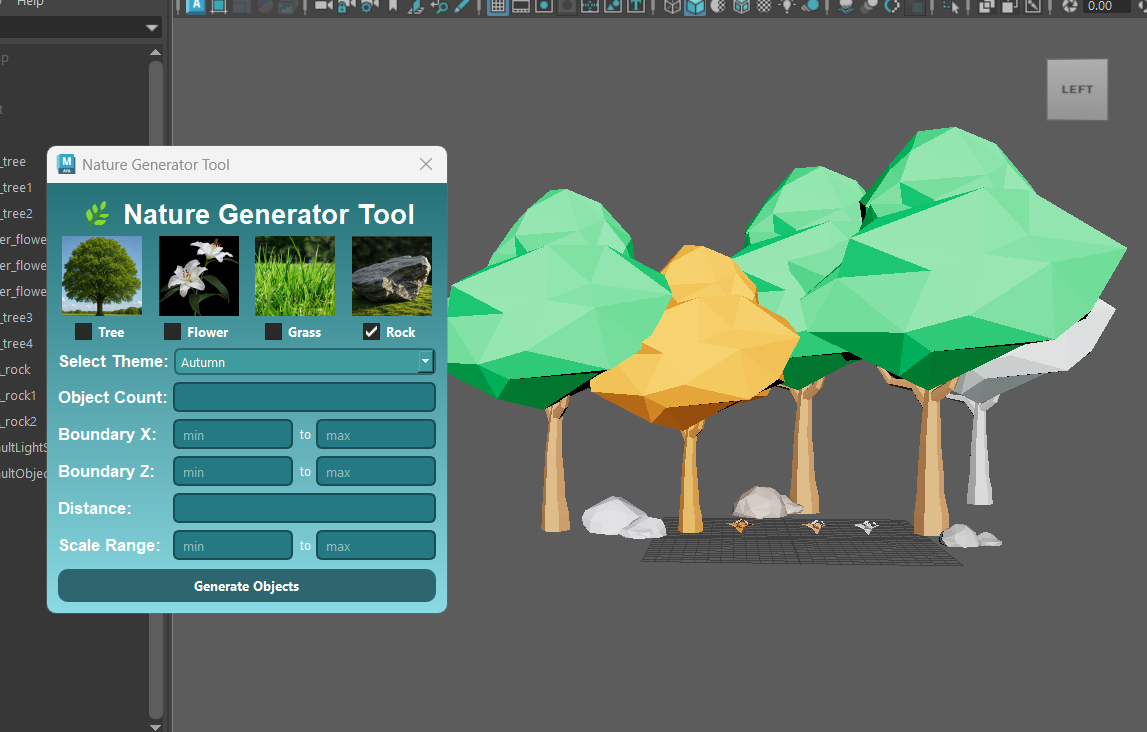 Help
0.00
LEFT
_tree
_tree1
_tree2
er_flowe
er_flowe
er_flowe
_tree3
_tree4
_rock
_rock1
_rock2
aultLightS
aultObjec
M
Nature Generator Tool
Nature Generator Tool
Tree
Flower
Grass
Rock
Select Theme:
Autumn
Object Count:
Boundary X:
min
to
max
Boundary Z:
min
to
max
Distance:
Scale Range:
min
to
max
Generate Objects